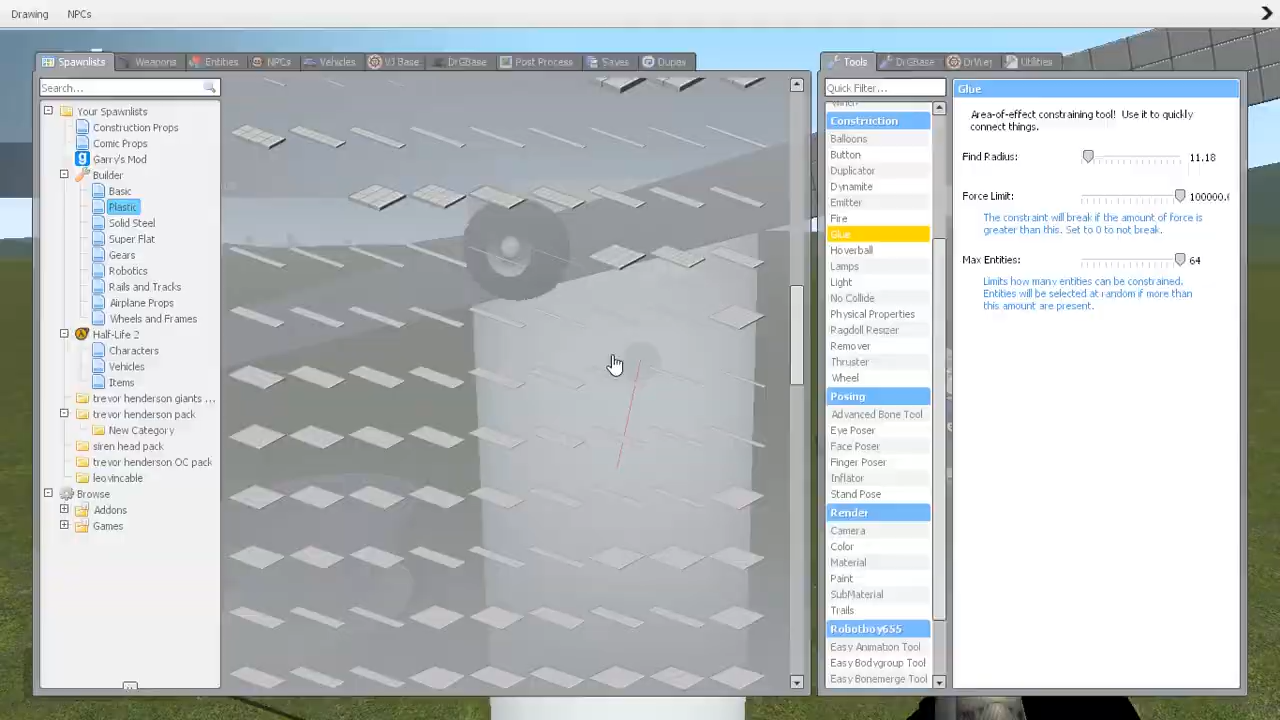 Drawing NPCs
Spawnlists Weapons Entities NPCs Vehicles VJ Base DrGBase Post Process Saves Dupes
Search...
Your Spawnlists
Construction Props
Comic Props
Garry's Mod
Builder
Basic
Plastic
Solid Steel
Super Flat
Gears
Robotics
Rails and Tracks
Airplane Props
Wheels and Frames
Half-Life 2
Characters
Vehicles
Items
trevor henderson giants ...
trevor henderson pack
New Category
siren head pack
trevor henderson OC pack
leovincable
Browse
Addons
Games
Tools DrGBase Utilities
Quick Filter...
Construction
Balloons
Button
Duplicator
Dynamite
Emitter
Fire
Glue
Hoverball
Lamps
Light
No Collide
Physical Properties
Ragdoll Resizer
Remover
Thruster
Wheel
Posing
Advanced Bone Tool
Eye Poser
Face Poser
Finger Poser
Inflator
Stand Pose
Render
Camera
Color
Material
Paint
SubMaterial
Trails
Robotboy655
Easy Animation Tool
Easy Bodygroup Tool
Easy Bonemerge Tool
Glue
Area-of-effect constraining tool! Use it to quickly
connect things.
Find Radius: 11.18
Force Limit: 100000.
The constraint will break if the amount of force is
greater than this. Set to 0 to not break.
Max Entities: 64
Limits how many entities can be constrained.
Entities will be selected at random if more than
this amount are present.